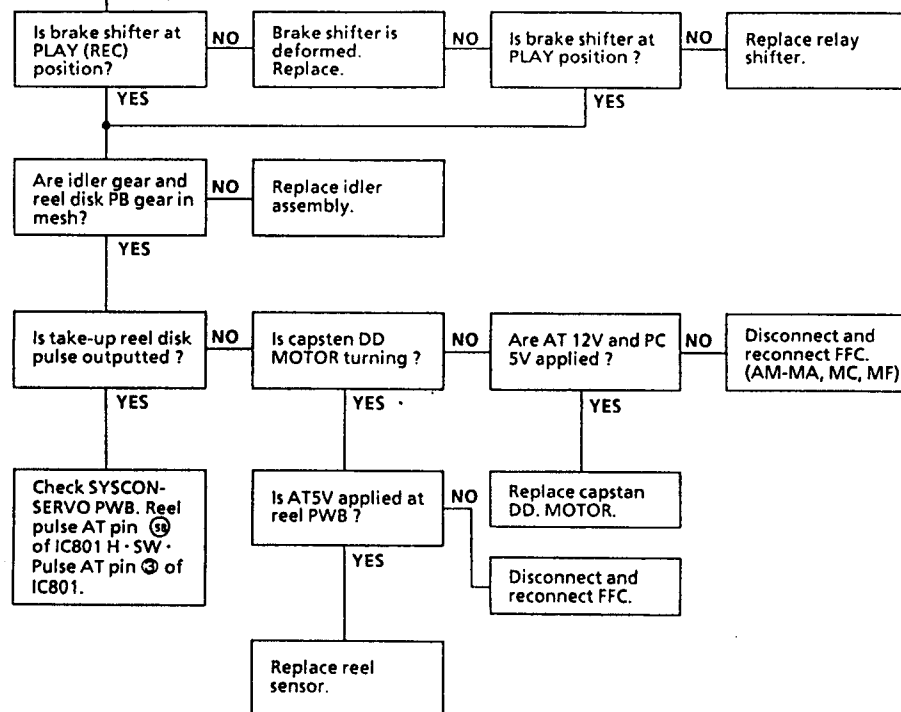 Is brake shifter at
PLAY (REC)
position?
NO
Brake shifter is
deformed.
Replace.
NO
Is brake shifter at
PLAY position ?
NO
Replace relay
shifter.
YES
YES
Are idler gear and
reel disk PB gear in
mesh?
NO
Replace idler
assembly.
YES
Is take-up reel disk
pulse outputted ?
NO
Is capsten DD
MOTOR turning ?
NO
Are AT 12V and PC
5V applied ?
NO
Disconnect and
reconnect FFC.
(AM-MA, MC, MF)
YES
YES
YES
Check SYSCON-
SERVO PWB. Reel
pulse AT pin 58
of IC801 H · SW ·
Pulse AT pin ③ of
IC801.
Is AT5V applied at
reel PWB ?
NO
Replace capstan
DD. MOTOR.
YES
Disconnect and
reconnect FFC.
Replace reel
sensor.